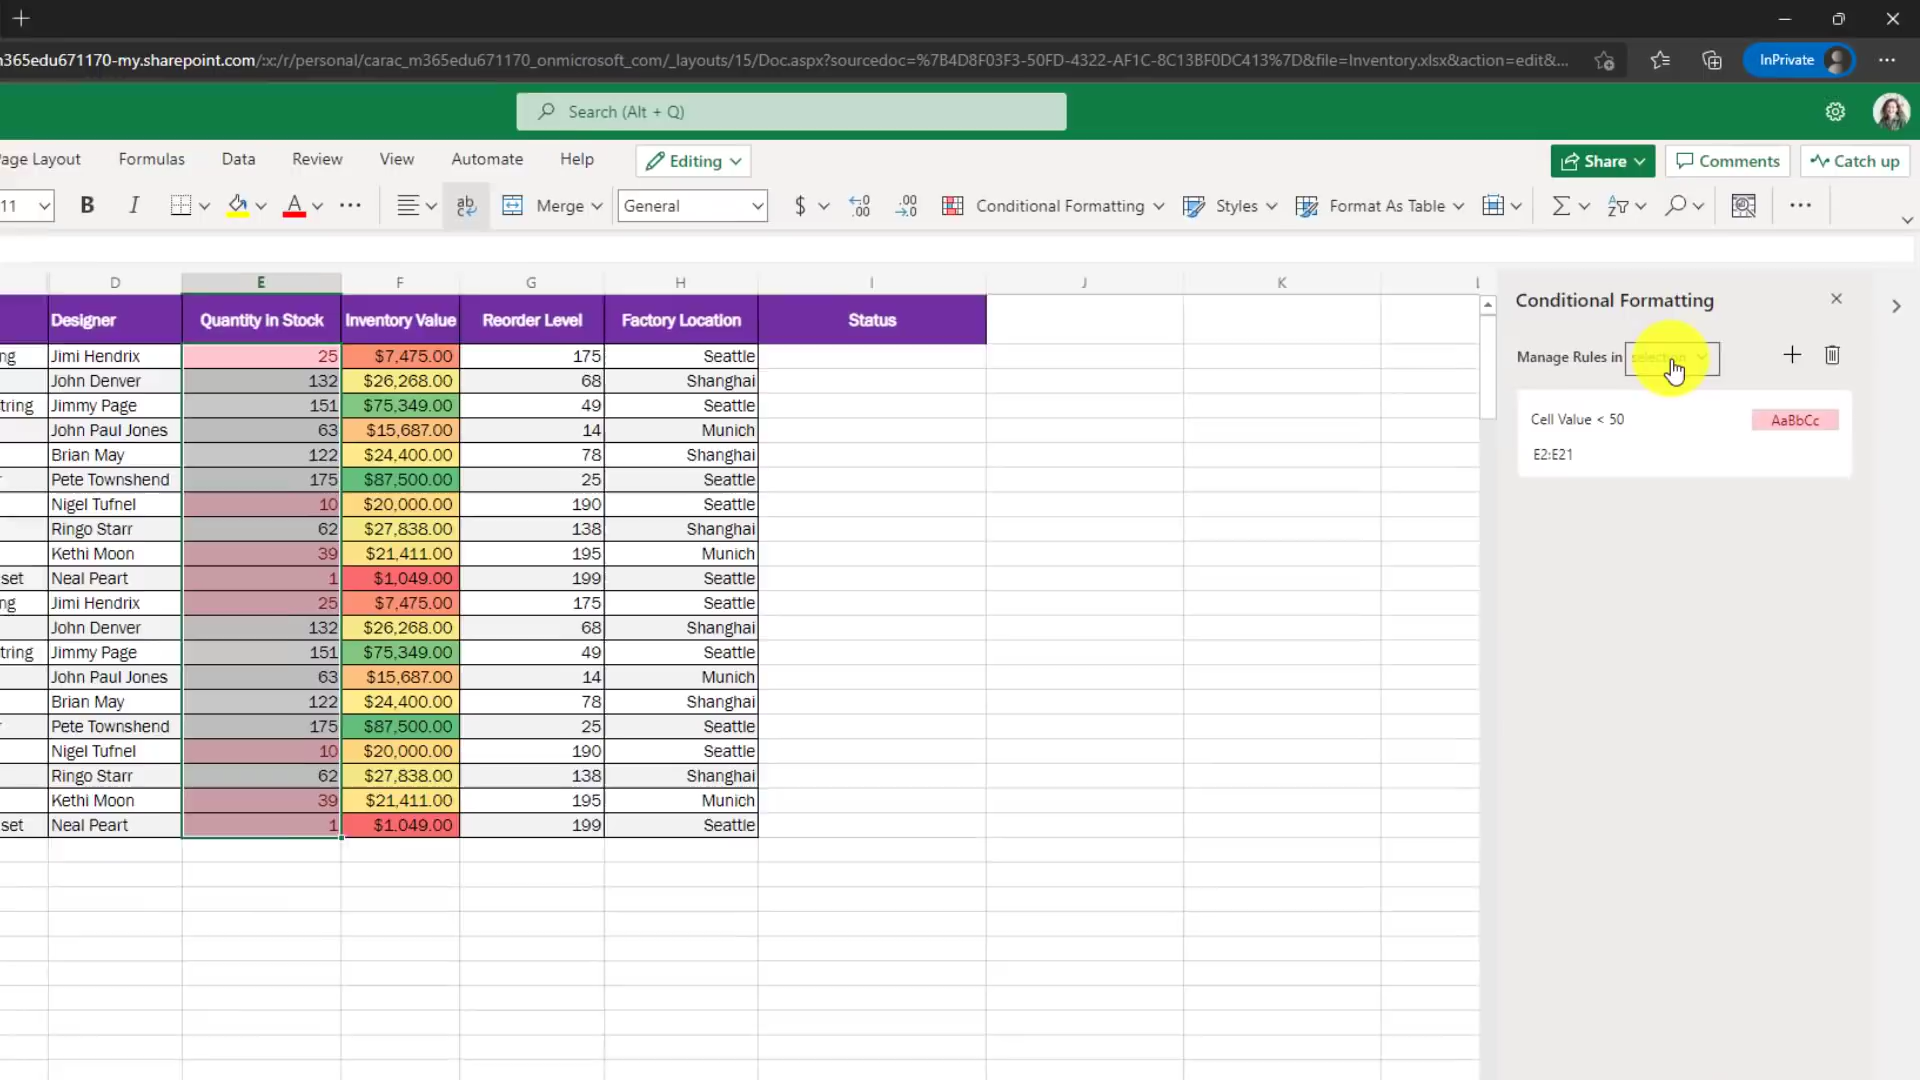 m365edu671170-my.sharepoint.com/:x:/r/personal/carac_m365edu671170_onmicrosoft_com/_layouts/15/Doc.aspx?sourcedoc=%7B4D8F03F3-50FD-4322-AF1C-8C13BF0DC413%7D&file=Inventory.xlsx&action=edit&... InPrivate
Search (Alt + Q)
Page Layout Formulas Data Review View Automate Help Editing Share Comments Catch up
11 B I A ab Merge General $ .00 .00 Conditional Formatting Styles Format As Table
D E F G H I J K L
Designer Quantity in Stock Inventory Value Reorder Level Factory Location Status
ng Jimi Hendrix 25 $7,475.00 175 Seattle
John Denver 132 $26,268.00 68 Shanghai
tring Jimmy Page 151 $75,349.00 49 Seattle
John Paul Jones 63 $15,687.00 14 Munich
Brian May 122 $24,400.00 78 Shanghai
r Pete Townshend 175 $87,500.00 25 Seattle
Nigel Tufnel 10 $20,000.00 190 Seattle
Ringo Starr 62 $27,838.00 138 Shanghai
Kethi Moon 39 $21,411.00 195 Munich
set Neal Peart 1 $1,049.00 199 Seattle
ng Jimi Hendrix 25 $7,475.00 175 Seattle
John Denver 132 $26,268.00 68 Shanghai
tring Jimmy Page 151 $75,349.00 49 Seattle
John Paul Jones 63 $15,687.00 14 Munich
Brian May 122 $24,400.00 78 Shanghai
r Pete Townshend 175 $87,500.00 25 Seattle
Nigel Tufnel 10 $20,000.00 190 Seattle
Ringo Starr 62 $27,838.00 138 Shanghai
Kethi Moon 39 $21,411.00 195 Munich
set Neal Peart 1 $1,049.00 199 Seattle
Conditional Formatting
Manage Rules in selection
Cell Value < 50 AaBbCc
E2:E21